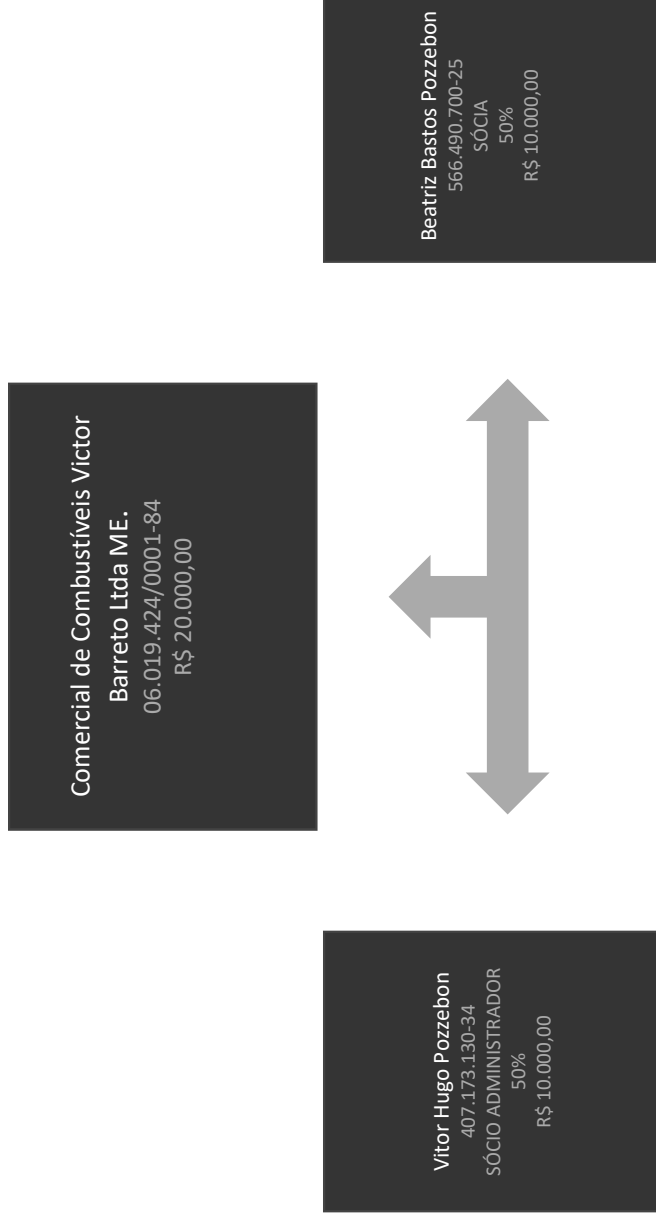 Comercial de Combustíveis Victor
Barreto Ltda ME.
06.019.424/0001-84
R$ 20.000,00
Vitor Hugo Pozzebon
407.173.130-34
SÓCIO ADMINISTRADOR
50%
R$ 10.000,00
Beatriz Bastos Pozzebon
566.490.700-25
SÓCIA
50%
R$ 10.000,00